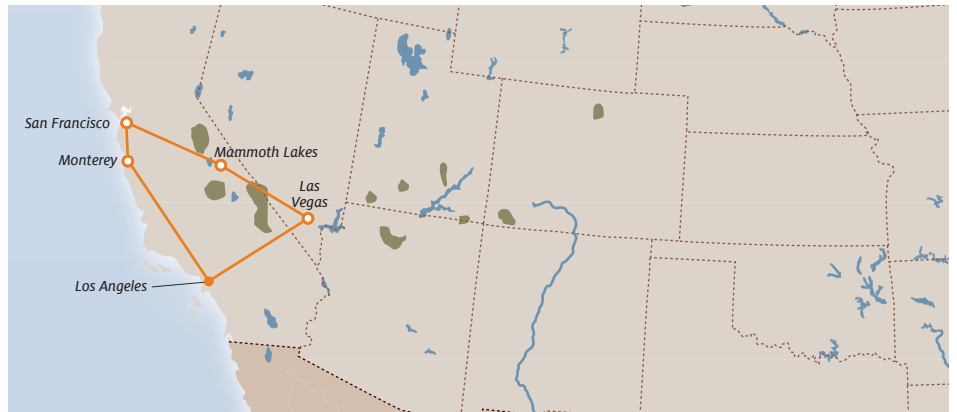 San Francisco
Mammoth Lakes
Monterey
Las
Vegas
Los Angeles